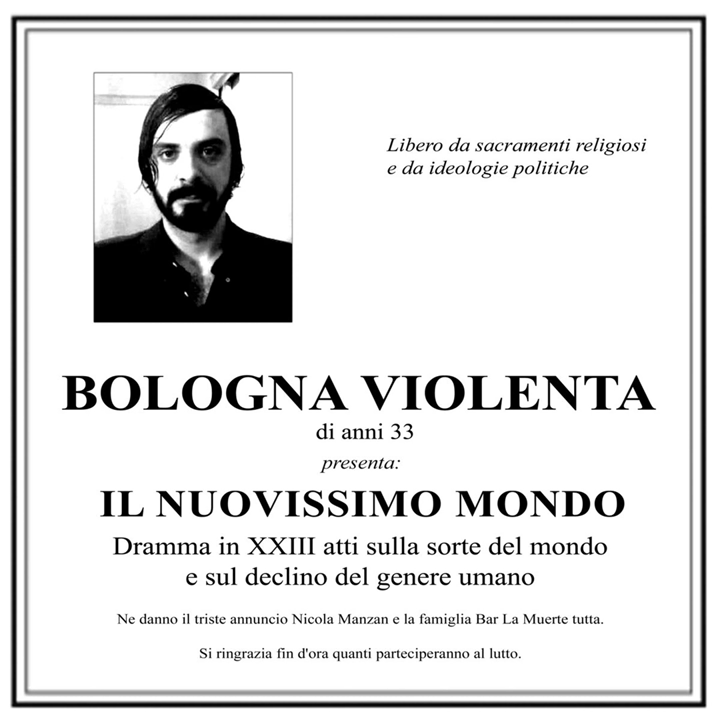 Libero da sacramenti religiosi
e da ideologie politiche
BOLOGNA VIOLENTA
di anni 33
presenta:
IL NUOVISSIMO MONDO
Dramma in XXIII atti sulla sorte del mondo
e sul declino del genere umano
Ne danno il triste annuncio Nicola Manzan e la famiglia Bar La Muerte tutta.
Si ringrazia fin d'ora quanti parteciperanno al lutto.